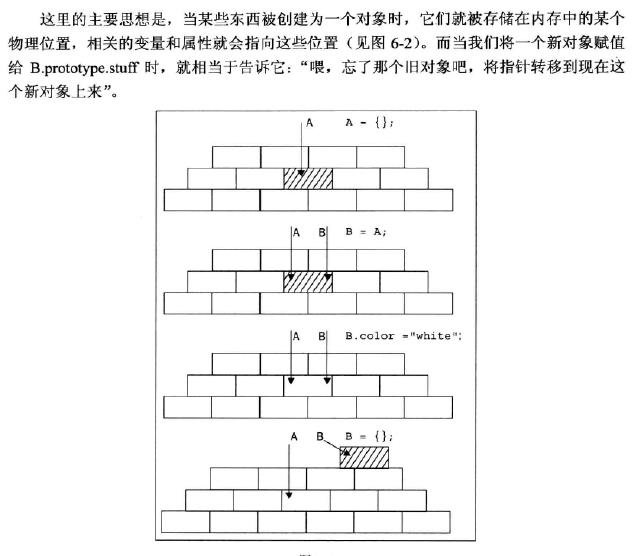 这里的主要思想是，当某些东西被创建为一个对象时，它们就被存储在内存中的某个
物理位置，相关的变量和属性就会指向这些位置（见图 6-2）。而当我们将一个新对象赋值
给 B.prototype.stuff 时，就相当于告诉它：“喂，忘了那个旧对象吧，将指针转移到现在这
个新对象上来”。
A A = {};
A B B = A;
A B B.color ="white";
A B B = {};